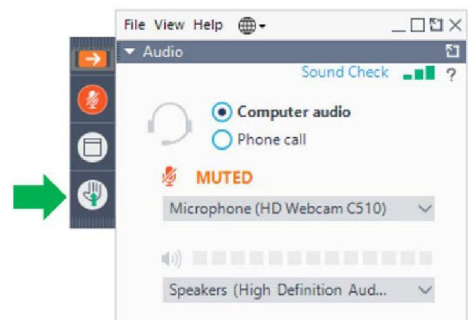 File View Help
Audio
Sound Check ?
Computer audio
Phone call
MUTED
Microphone (HD Webcam C510)
Speakers (High Definition Aud...